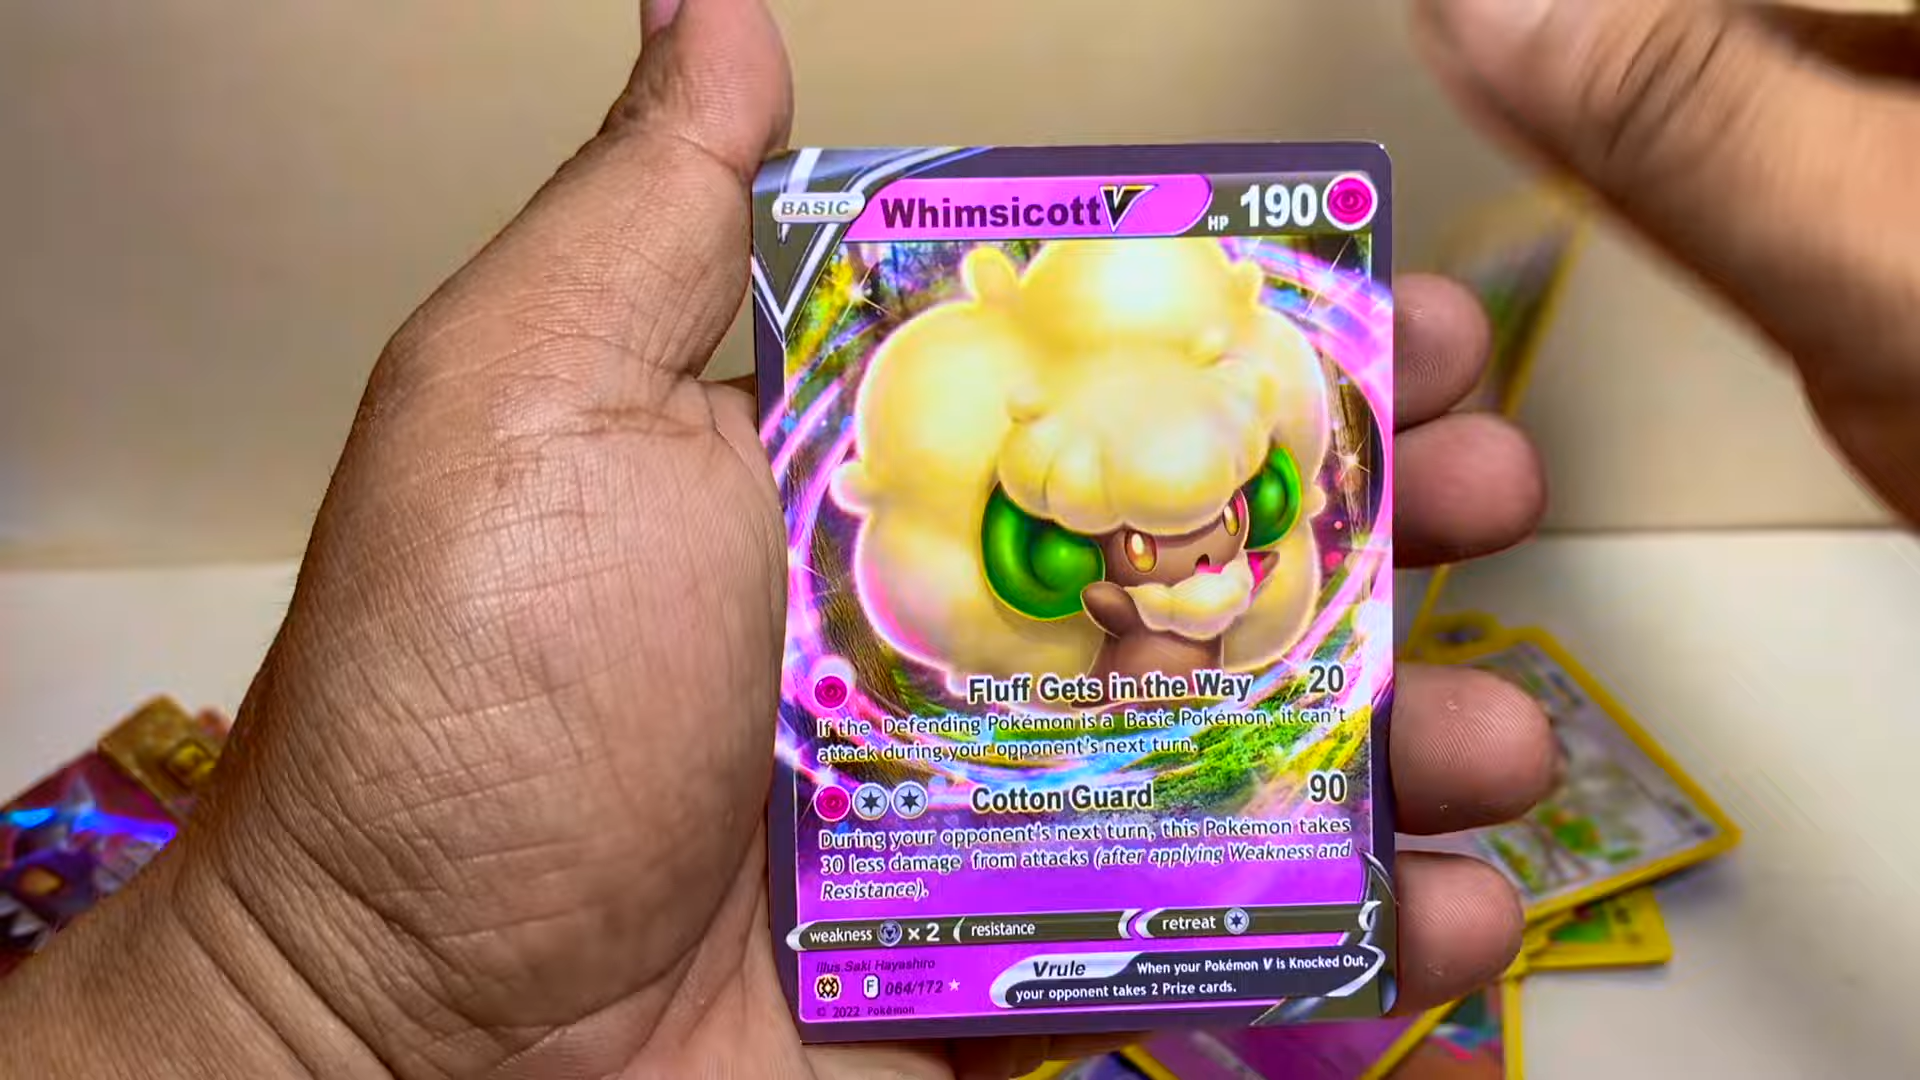 BASIC WhimsicottV HP 190
Fluff Gets in the Way 20
If the Defending Pokémon is a Basic Pokémon, it can't
attack during your opponent's next turn.
Cotton Guard 90
During your opponent's next turn, this Pokémon takes
30 less damage from attacks (after applying Weakness and
Resistance).
weakness × 2 resistance retreat
Illus. Saki Hayashiro
F 064/172
© 2022 Pokémon
V rule When your Pokémon V is Knocked Out,
your opponent takes 2 Prize cards.